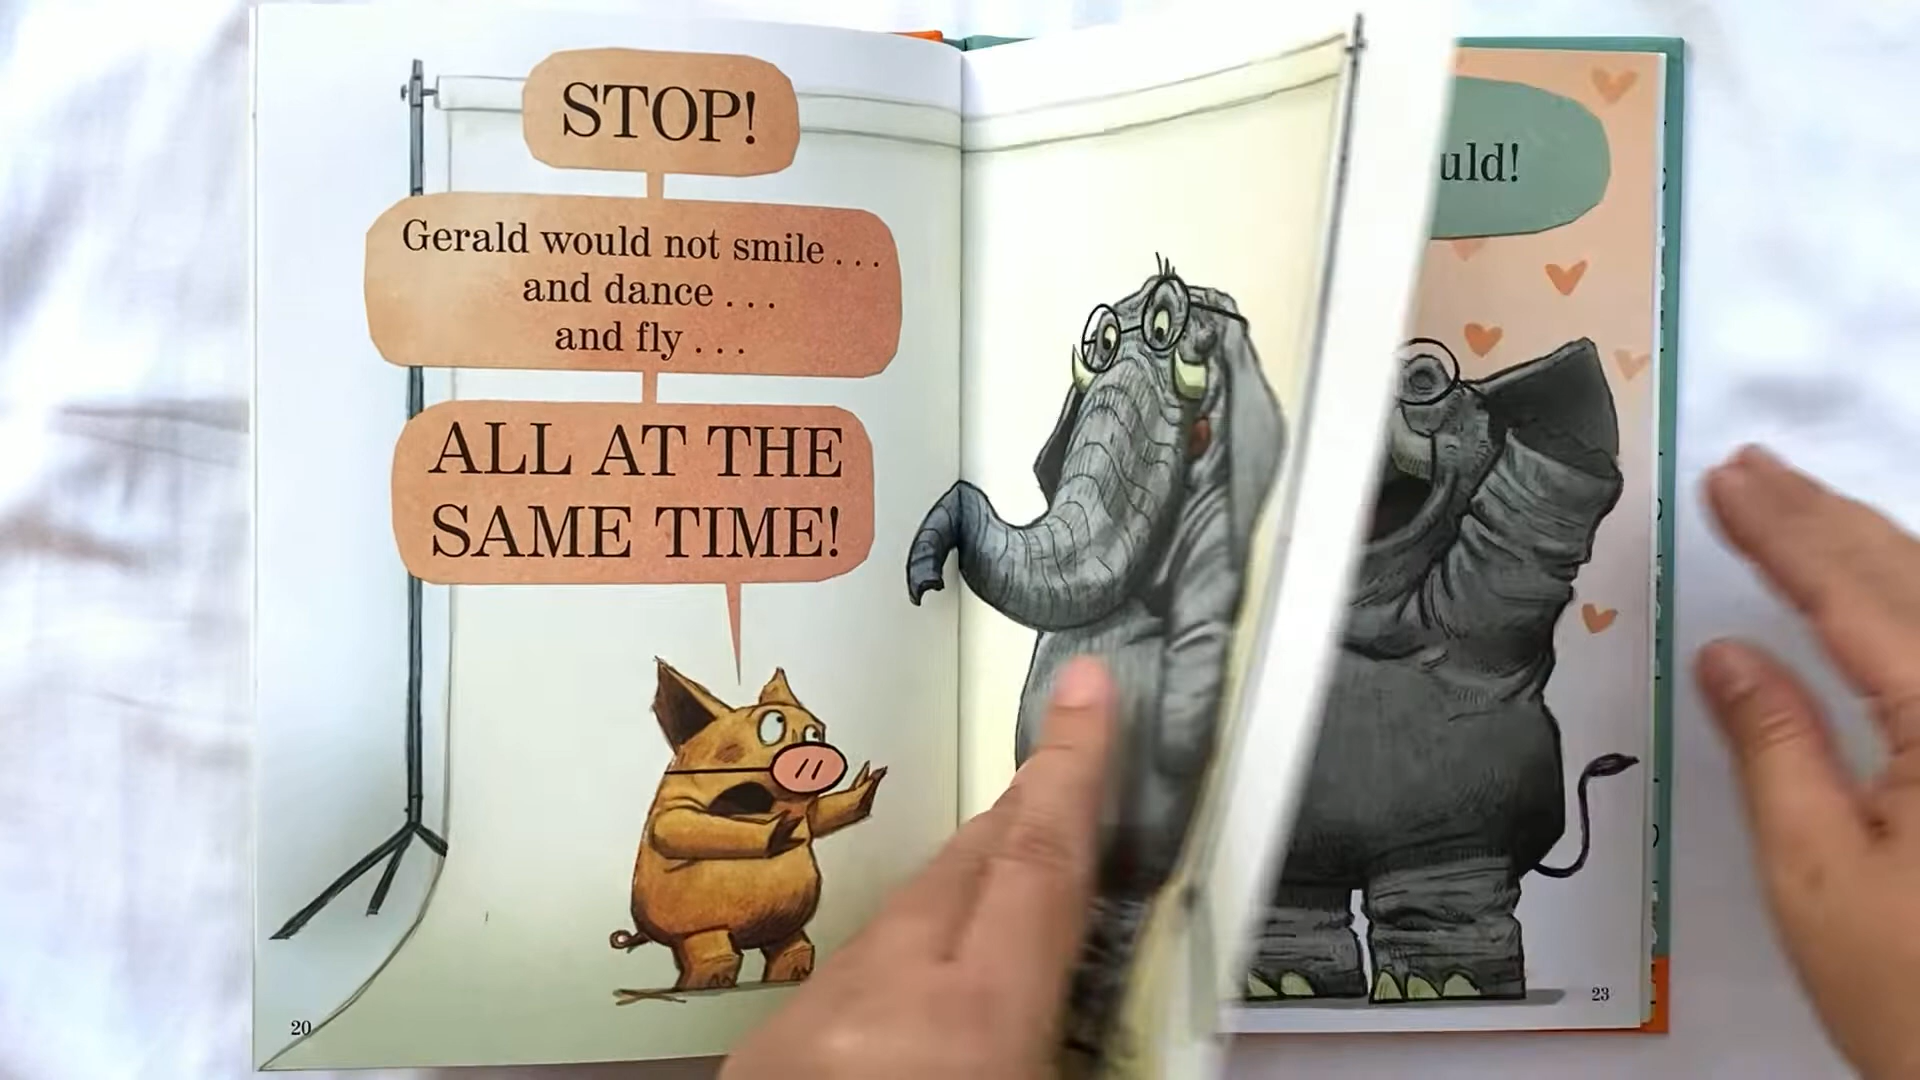 STOP!
Gerald would not smile . . .
and dance . . .
and fly . . .
ALL AT THE
SAME TIME!
20
uld!
23